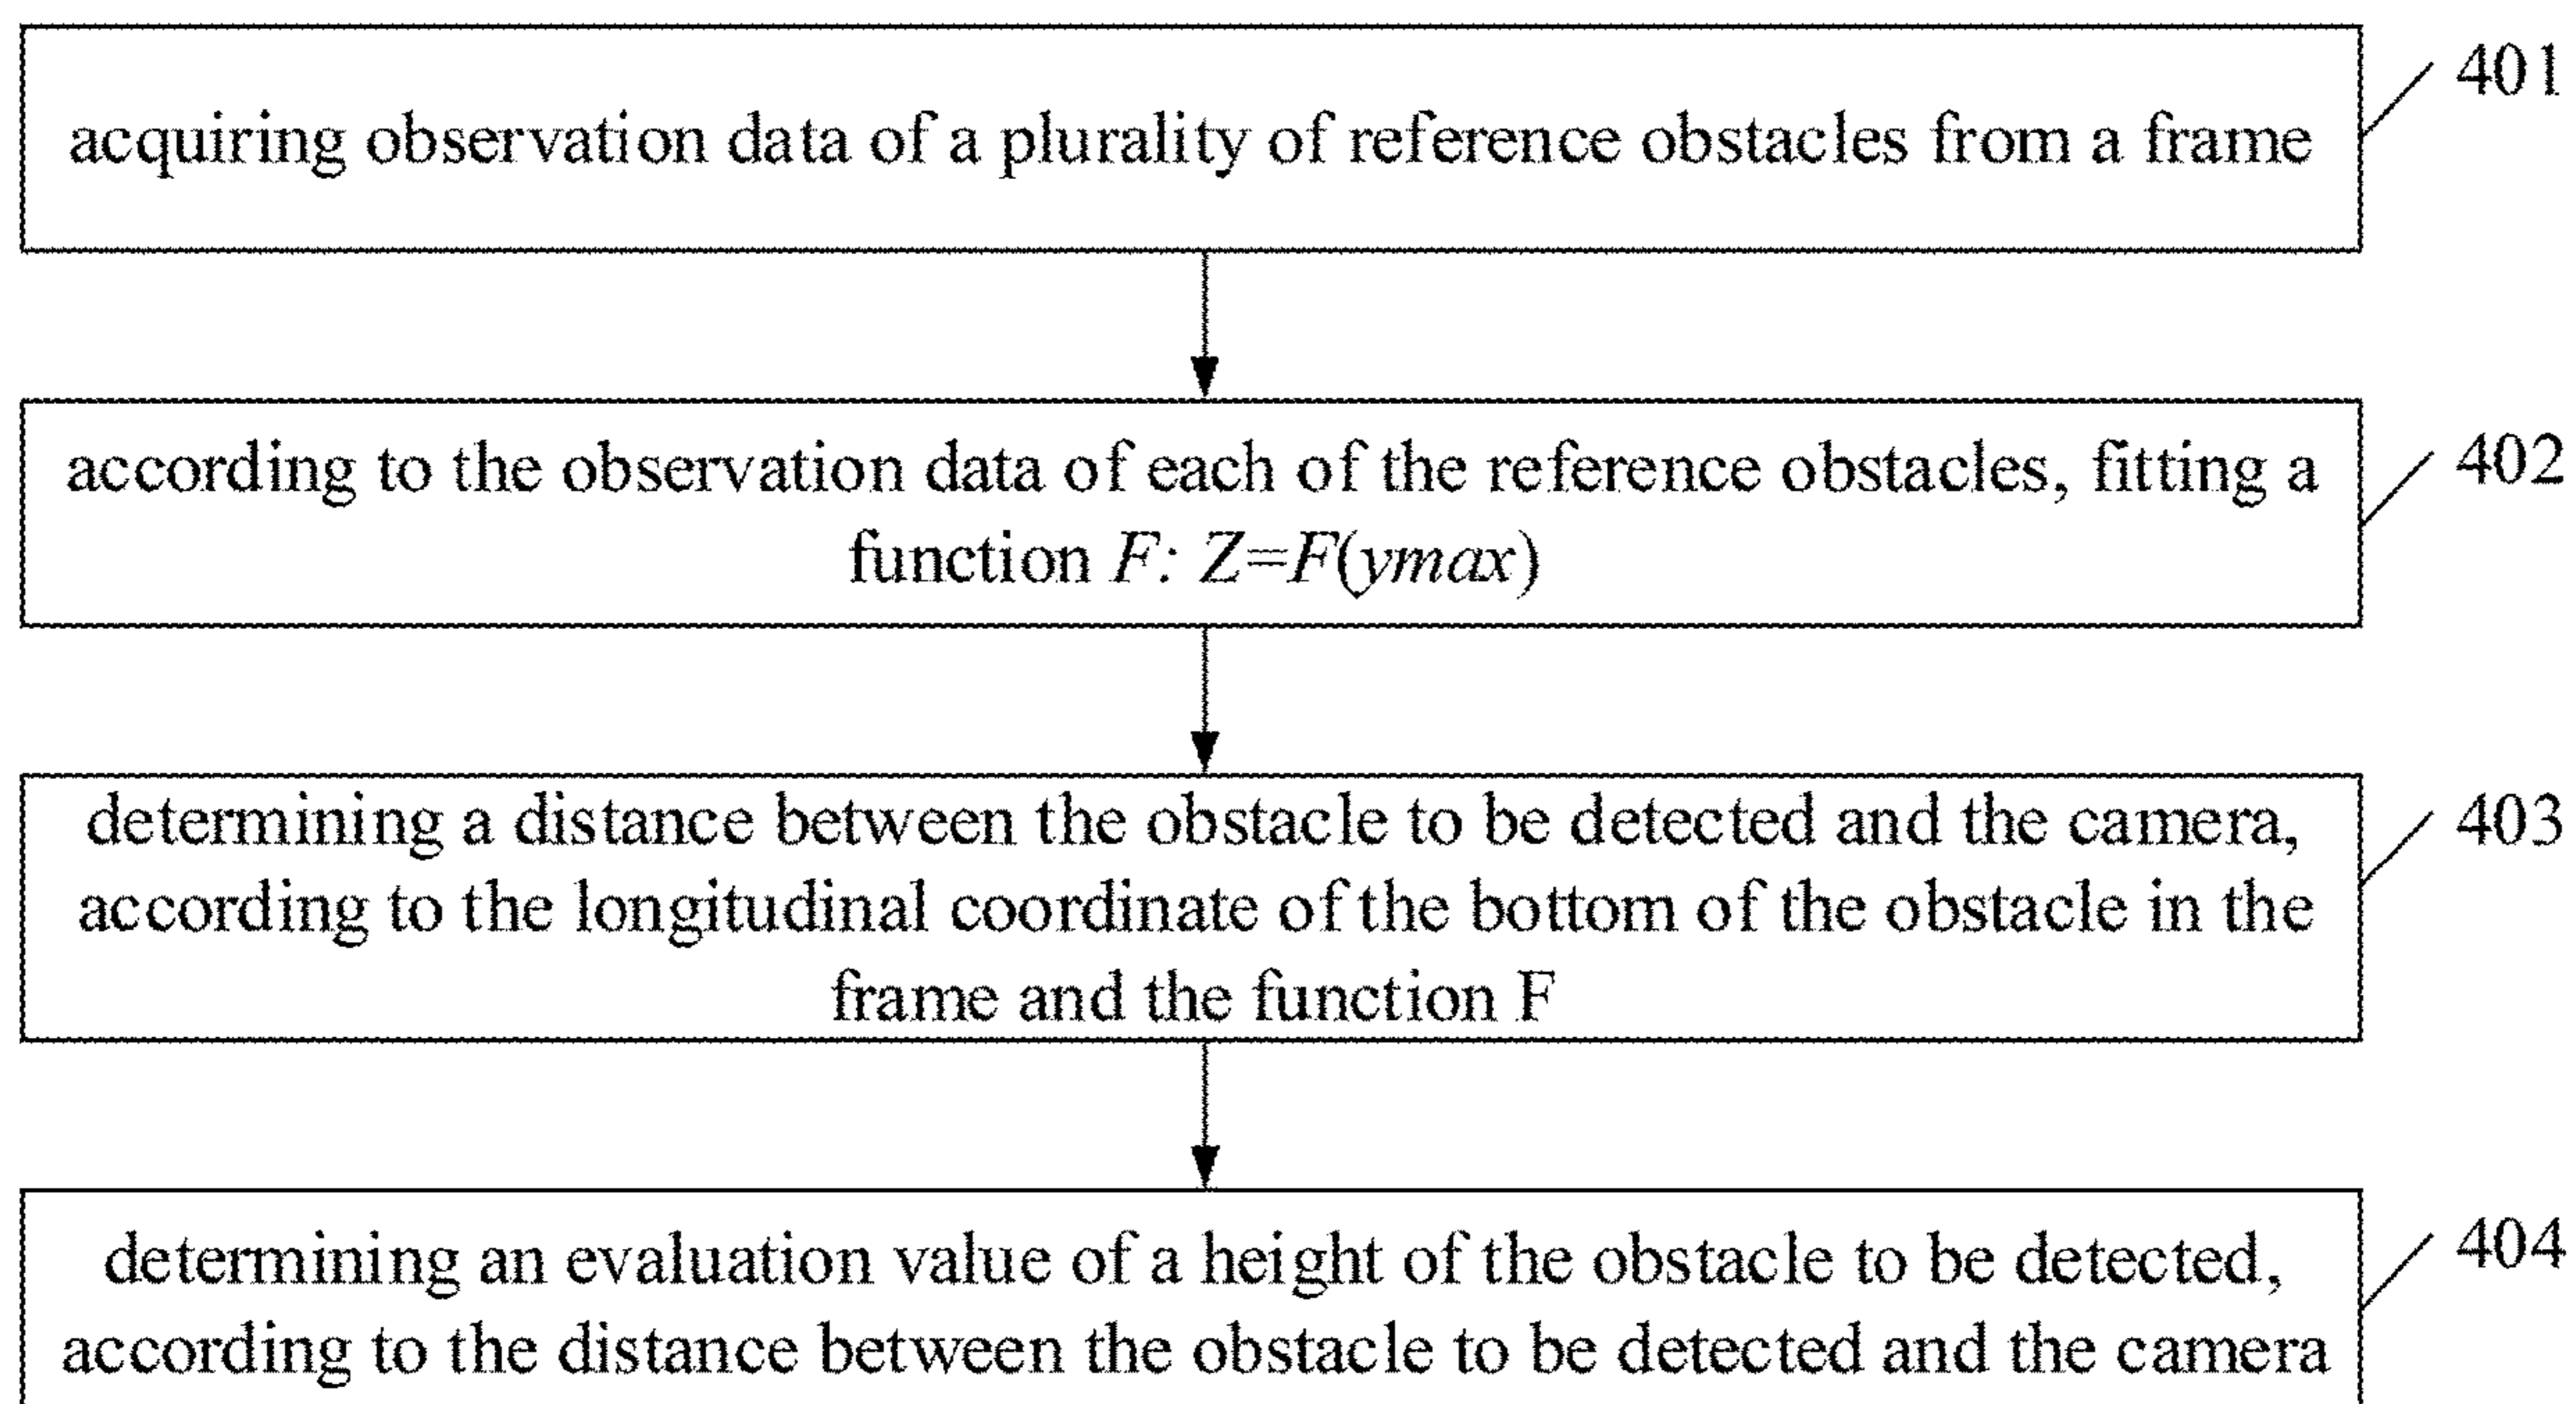 401
acquiring observation data of a plurality of reference obstacles from a frame
402
according to the observation data of each of the reference obstacles, fitting a
function F: Z=F(ymax)
403
determining a distance between the obstacle to be detected and the camera,
according to the longitudinal coordinate of the bottom of the obstacle in the
frame and the function F
404
determining an evaluation value of a height of the obstacle to be detected,
according to the distance between the obstacle to be detected and the camera